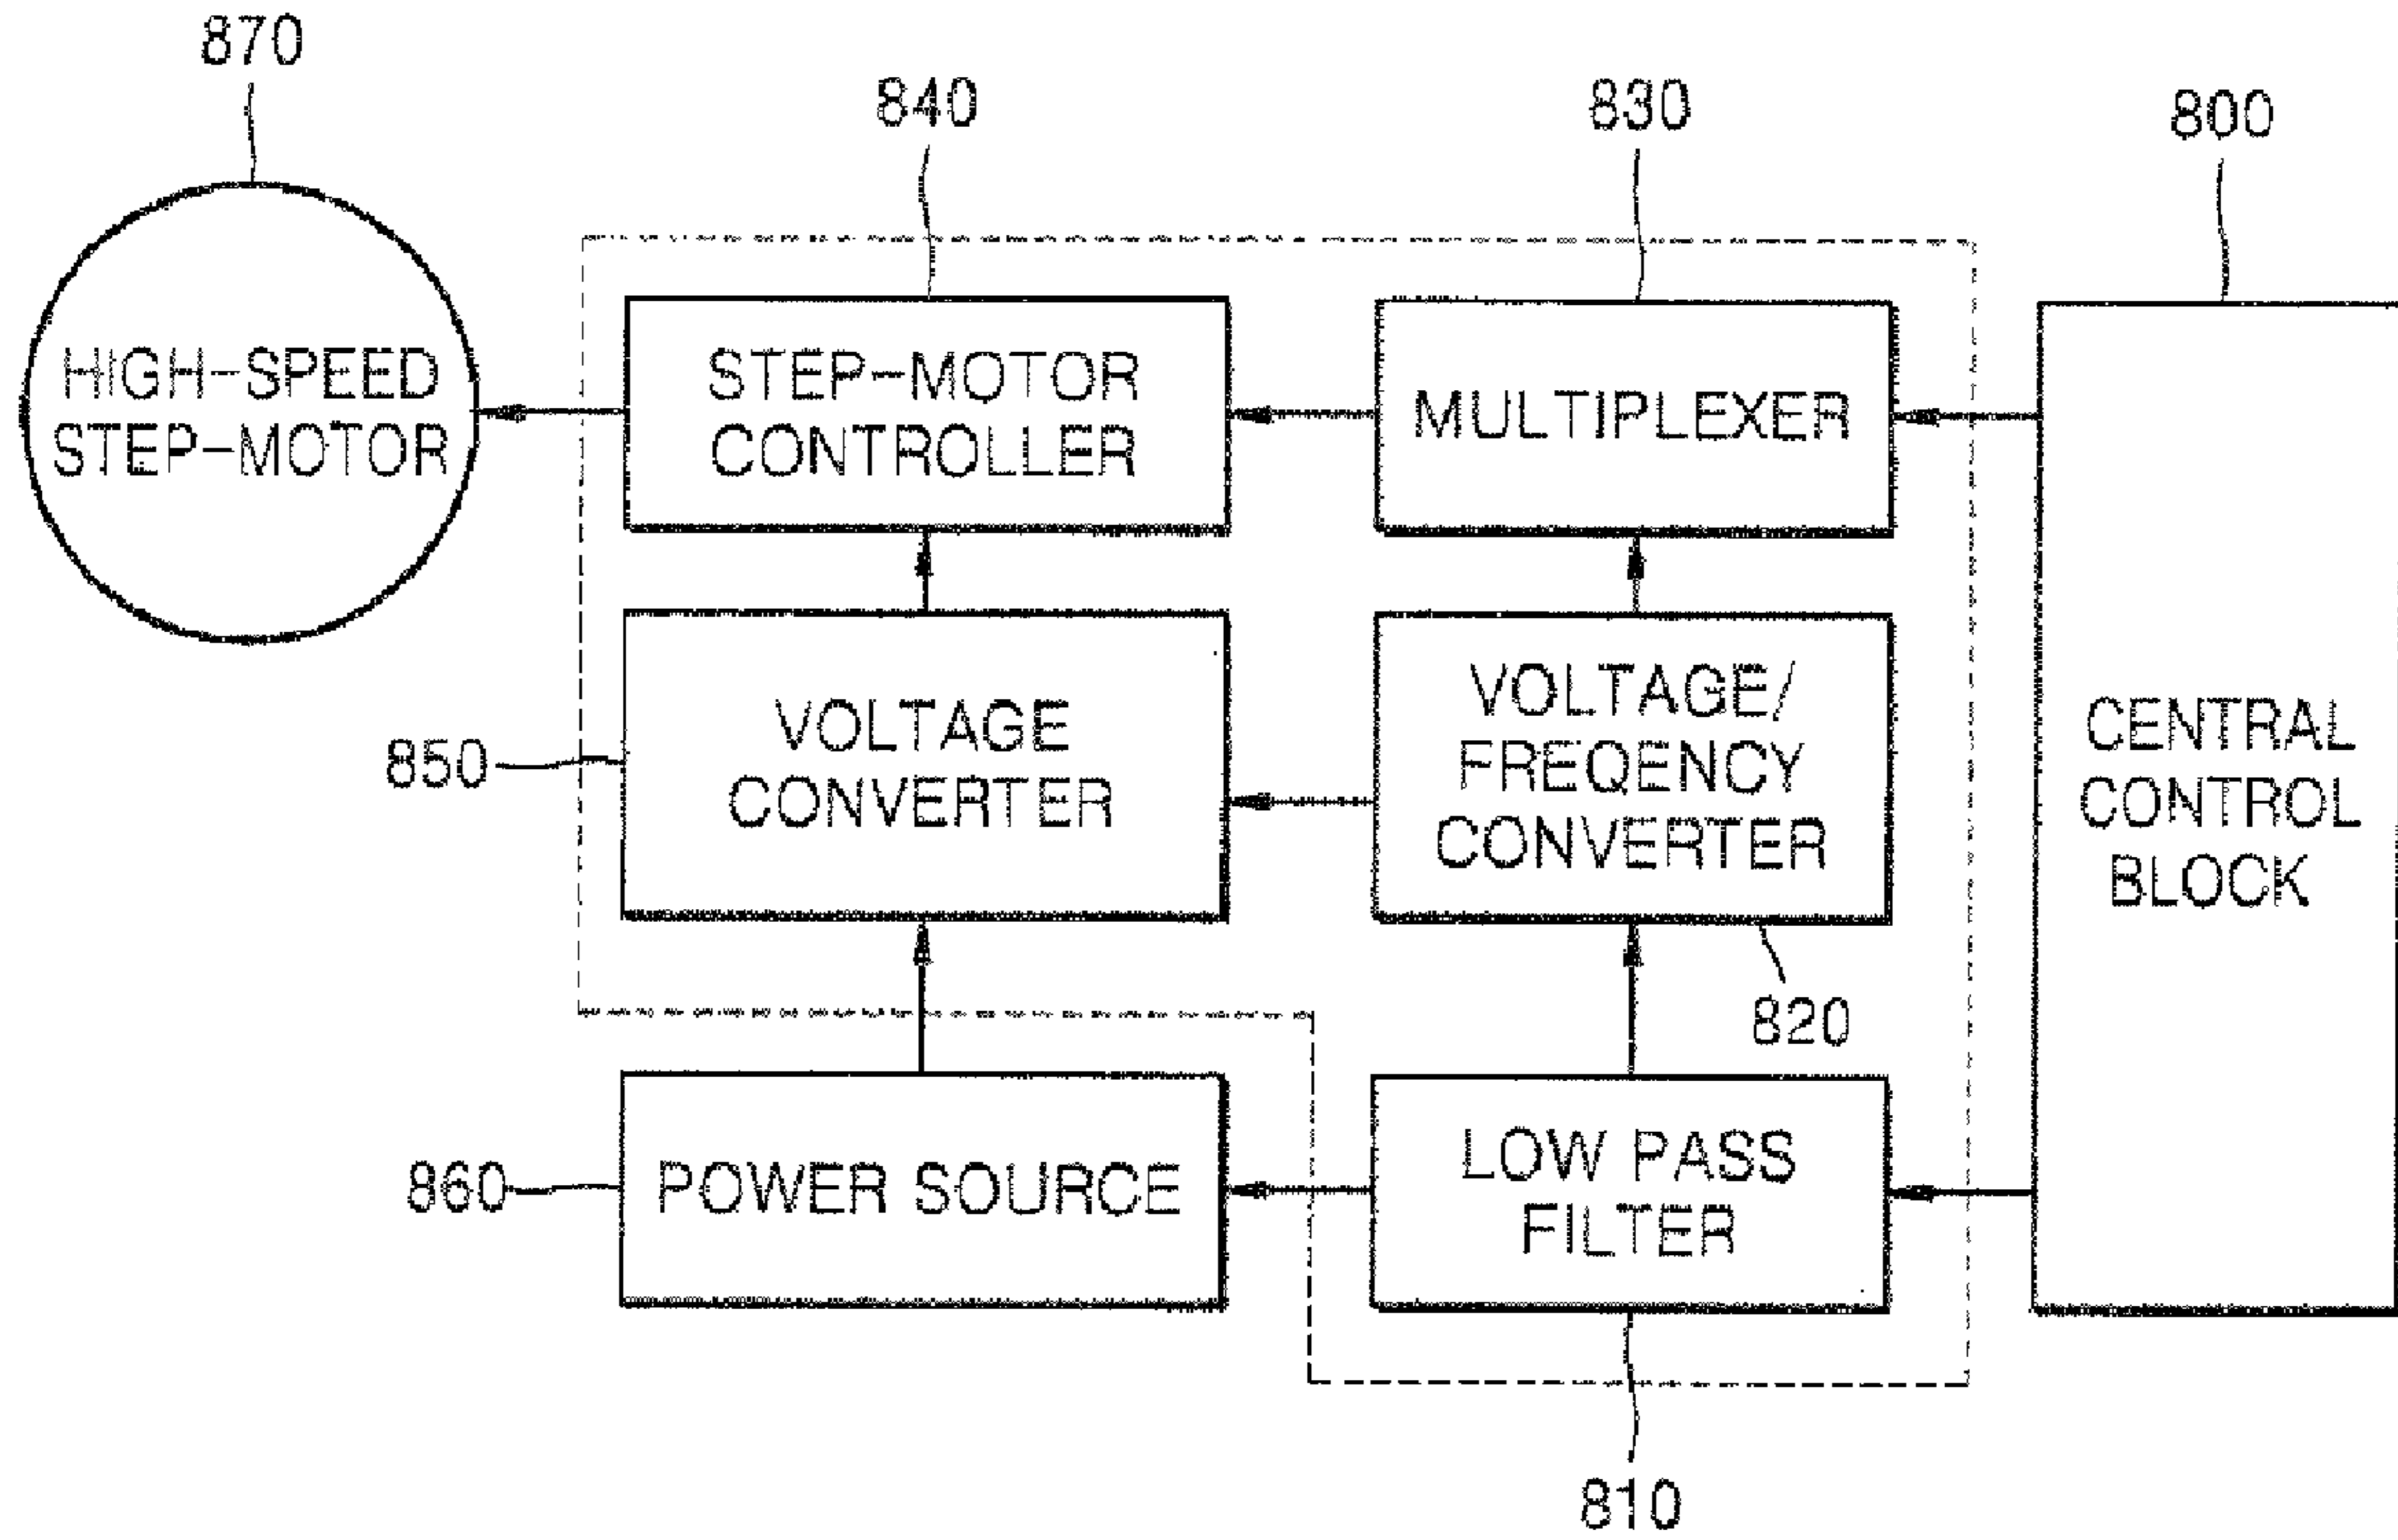 870
840
830
800
HIGH-SPEED
STEP-MOTOR
STEP-MOTOR
CONTROLLER
MULTIPLEXER
850
VOLTAGE
CONVERTER
VOLTAGE/
FREQENCY
CONVERTER
820
CENTRAL
CONTROL
BLOCK
860
POWER SOURCE
LOW PASS
FILTER
810